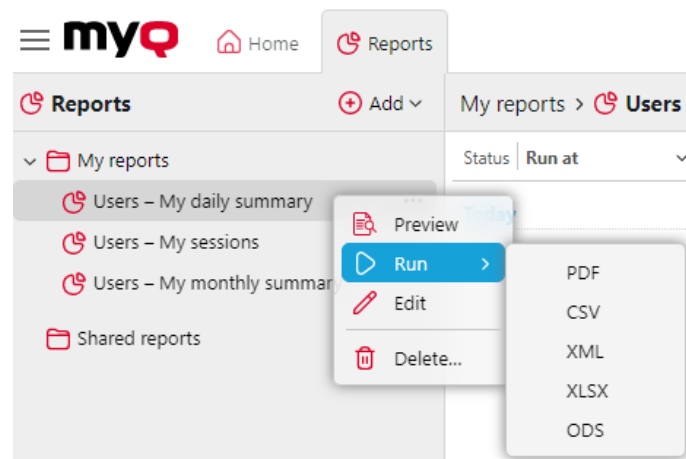 myQ Home Reports
Reports Add My reports > Users
My reports Status Run at
Users – My daily summary
Today
Preview
Users – My sessions
Run
PDF
Users – My monthly summary
Edit
CSV
Shared reports
XML
Delete...
XLSX
ODS